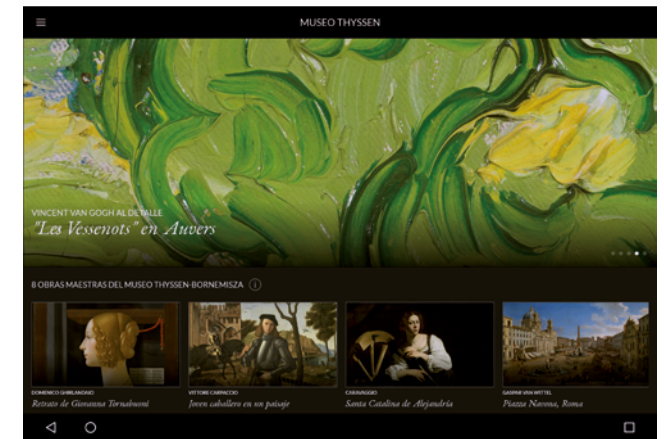 MUSEO THYSSEN
VINCENT VAN GOGH AL DETALLE
"Les Vessenots" en Auvers
8 OBRAS MAESTRAS DEL MUSEO THYSSEN-BORNEMISZA
DOMENICO GHIRLANDAIO
Retrato de Giovanna Tornabuoni
VITTORE CARPACCIO
Joven caballero en un paisaje
CARAVAGGIO
Santa Catalina de Alejandría
GASPAR VAN WITTEL
Piazza Navona, Roma